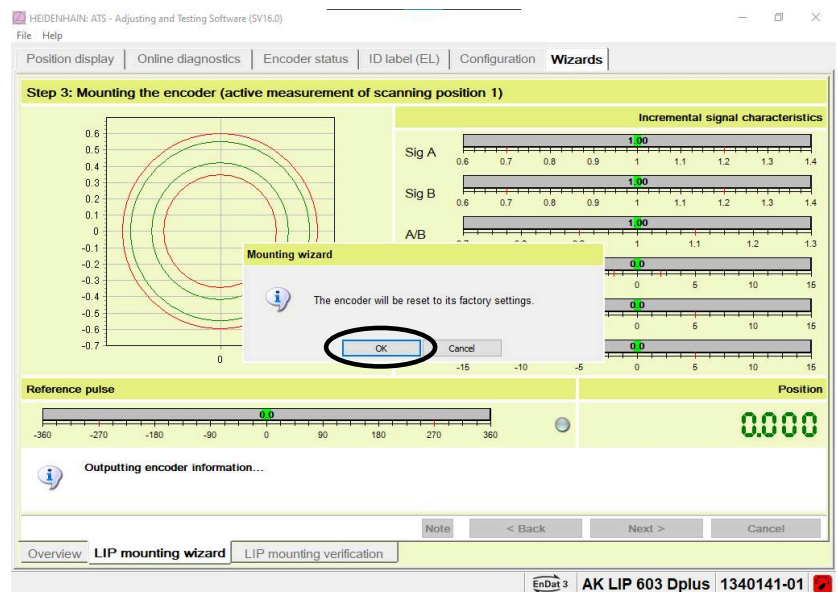 HEIDENHAIN: ATS - Adjusting and Testing Software (SV16.0)
File Help
Position display Online diagnostics Encoder status ID label (EL) Configuration Wizards
Step 3: Mounting the encoder (active measurement of scanning position 1)
Incremental signal characteristics
0.6
0.5
0.4
0.3
0.2
0.1
0
-0.1
-0.2
-0.3
-0.4
-0.5
-0.6
-0.7
0
Sig A
1.00
0.6 0.7 0.8 0.9 1 1.1 1.2 1.3 1.4
Sig B
1.00
0.6 0.7 0.8 0.9 1 1.1 1.2 1.3 1.4
A/B
1.00
1 1.1 1.2 1.3
0.0
0 5 10 15
0.0
0 5 10 15
0.0
-15 -10 -5 0 5 10 15
Mounting wizard
The encoder will be reset to its factory settings.
OK Cancel
Reference pulse
0.0
-360 -270 -180 -90 0 90 180 270 360
Position
0.000
Outputting encoder information...
Note < Back Next > Cancel
Overview LIP mounting wizard LIP mounting verification
EnDat 3 AK LIP 603 Dplus 1340141-01